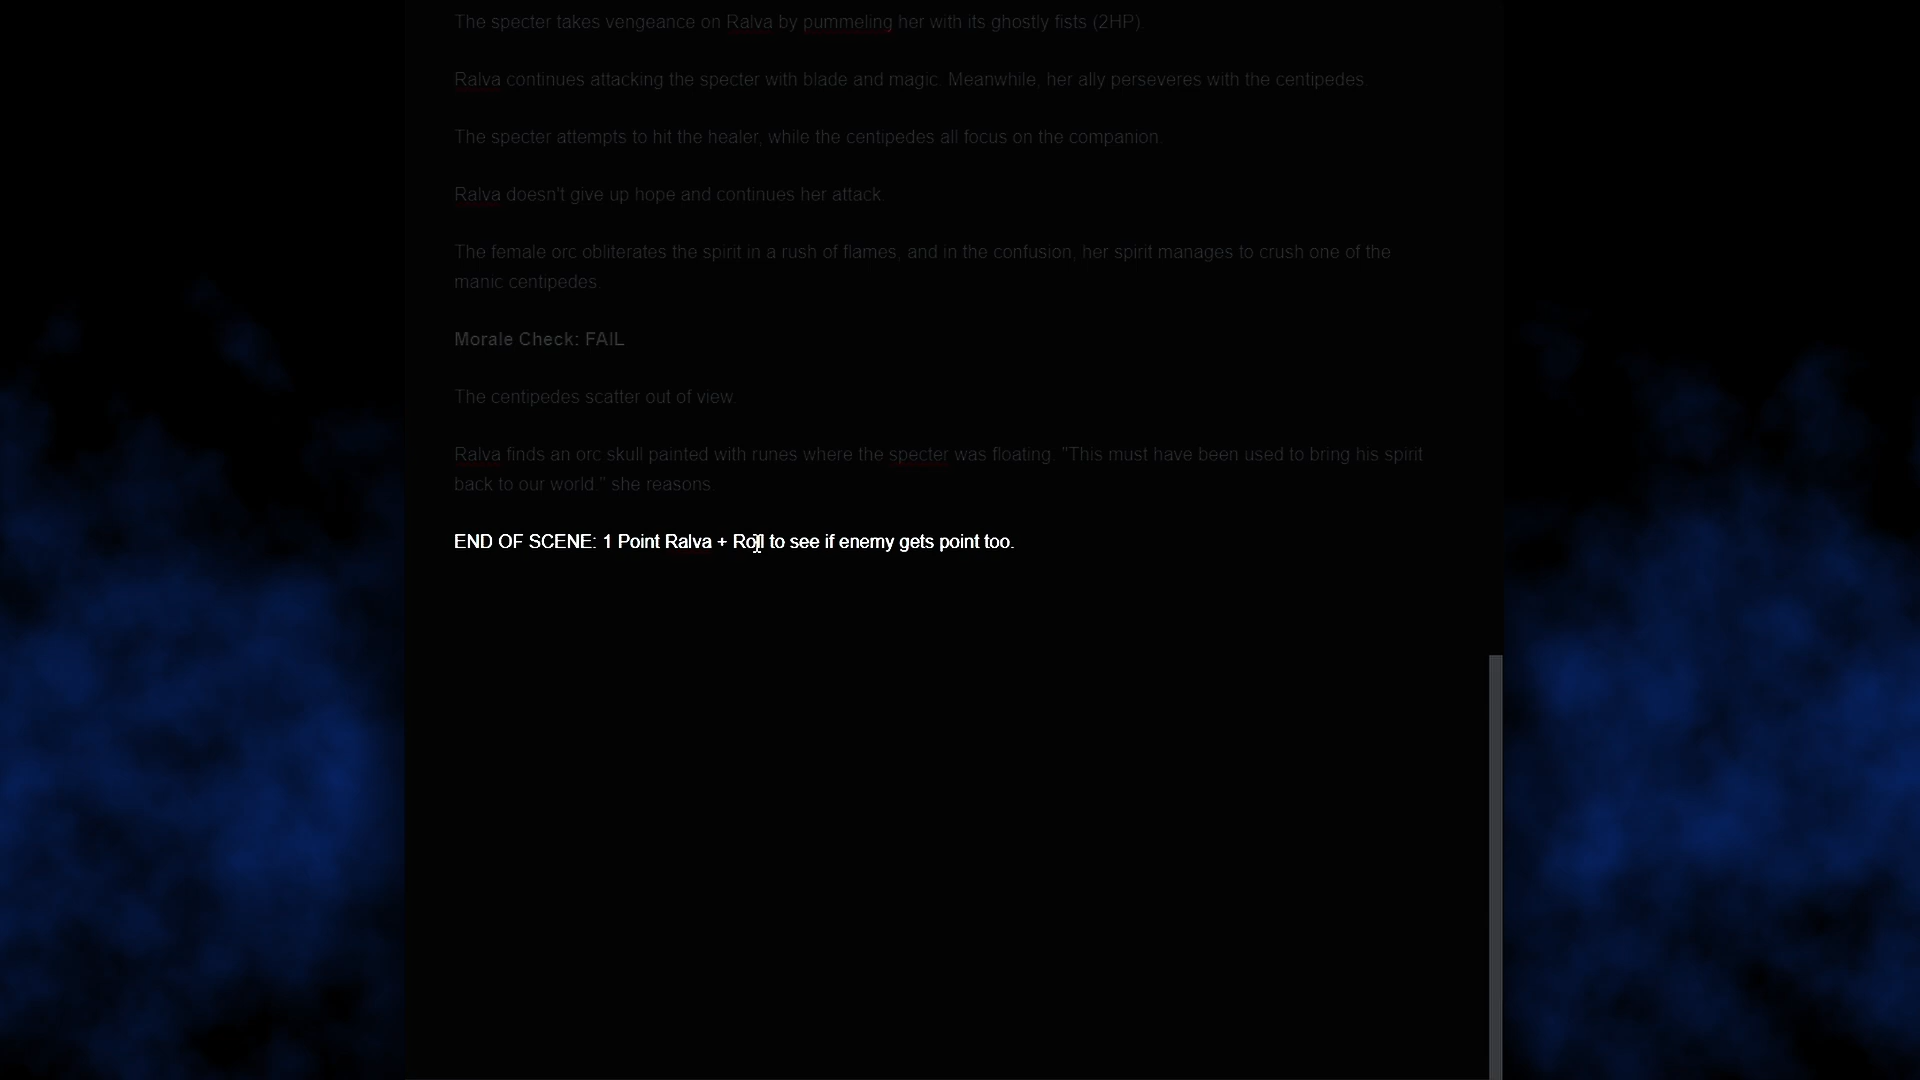 The specter takes vengeance on Ralva by pummeling her with its ghostly fists (2HP).
Ralva continues attacking the specter with blade and magic. Meanwhile, her ally perseveres with the centipedes.
The specter attempts to hit the healer, while the centipedes all focus on the companion.
Ralva doesn't give up hope and continues her attack.
The female orc obliterates the spirit in a rush of flames, and in the confusion, her spirit manages to crush one of the
manic centipedes.
Morale Check: FAIL
The centipedes scatter out of view.
Ralva finds an orc skull painted with runes where the specter was floating. "This must have been used to bring his spirit
back to our world." she reasons.
END OF SCENE: 1 Point Ralva + Roll to see if enemy gets point too.